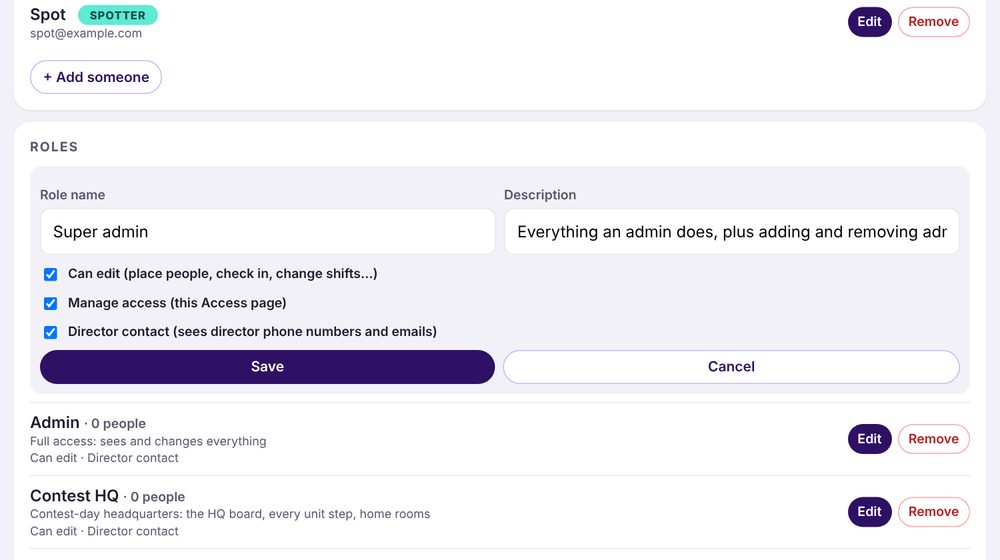 Spot SPOTTER
spot@example.com
Edit Remove
+ Add someone
ROLES
Role name Description
Super admin Everything an admin does, plus adding and removing adr
Can edit (place people, check in, change shifts...)
Manage access (this Access page)
Director contact (sees director phone numbers and emails)
Save Cancel
Admin · 0 people
Full access: sees and changes everything
Can edit · Director contact
Edit Remove
Contest HQ · 0 people
Contest-day headquarters: the HQ board, every unit step, home rooms
Can edit · Director contact
Edit Remove